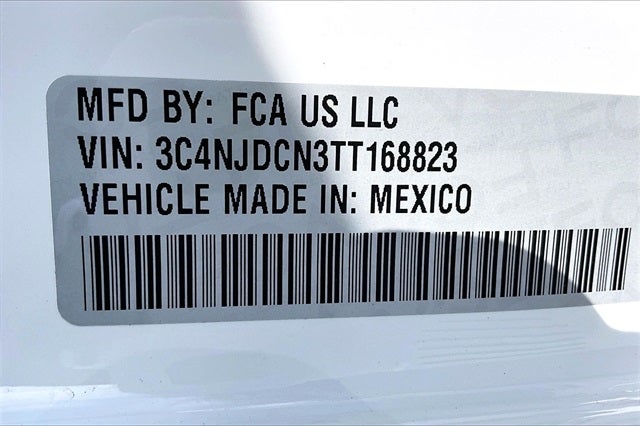 MFD BY: FCA US LLC
VIN: 3C4NJDCN3TT168823
VEHICLE MADE IN: MEXICO